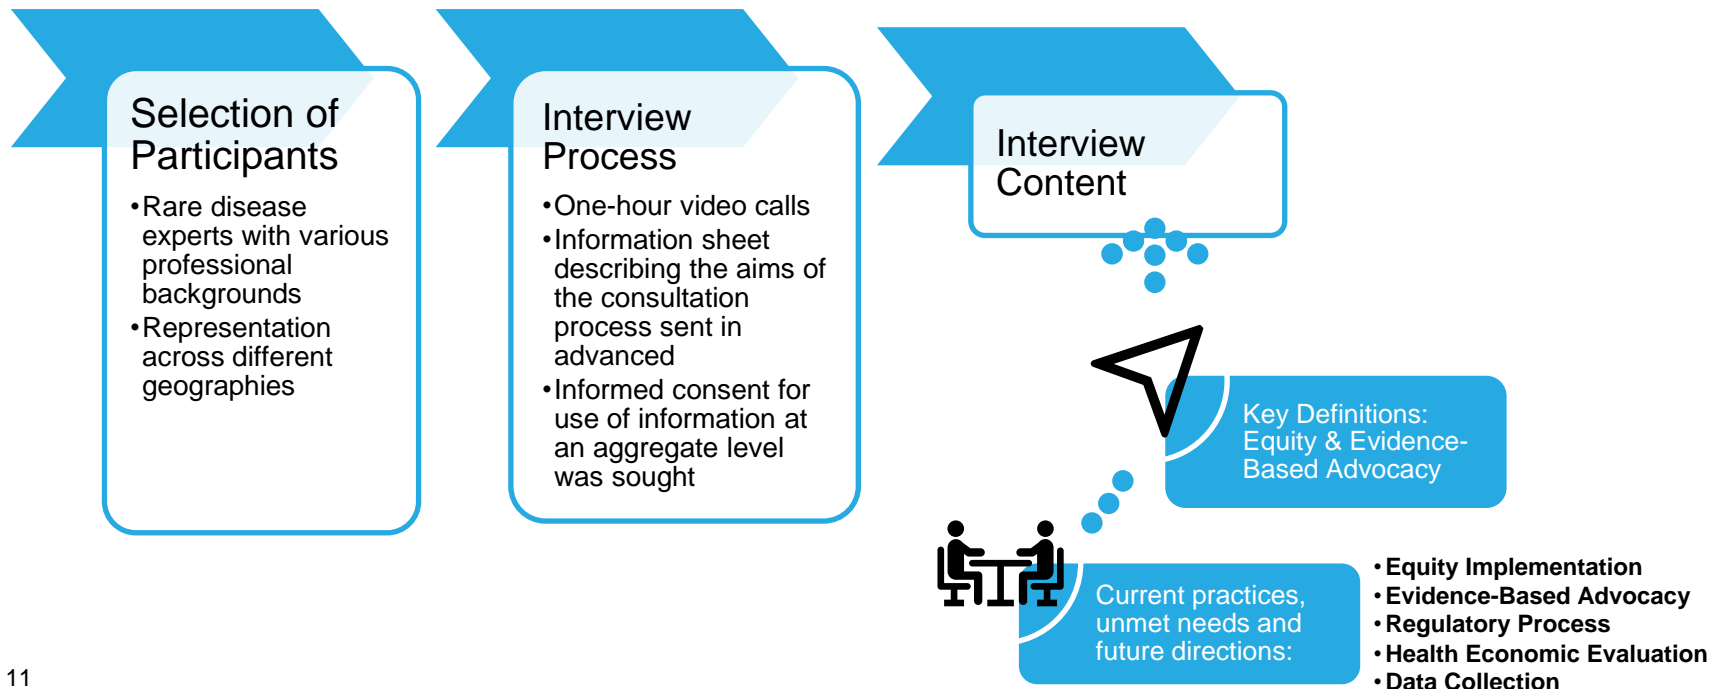 Selection of
Participants
•Rare disease
experts with various
professional
backgrounds
•Representation
across different
geographies
Interview
Process
•One-hour video calls
•Information sheet
describing the aims of
the consultation
process sent in
advanced
•Informed consent for
use of information at
an aggregate level
was sought
Interview
Content
Key Definitions:
Equity & Evidence-
Based Advocacy
Current practices,
unmet needs and
future directions:
•Equity Implementation
•Evidence-Based Advocacy
•Regulatory Process
•Health Economic Evaluation
•Data Collection
11